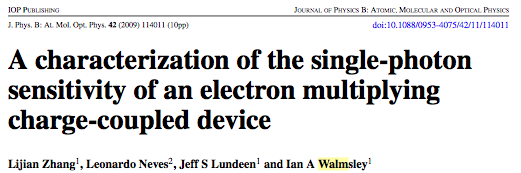 IOP PUBLISHING
JOURNAL OF PHYSICS B: ATOMIC, MOLECULAR AND OPTICAL PHYSICS
J. Phys. B: At. Mol. Opt. Phys. 42 (2009) 114011 (10pp)
doi:10.1088/0953-4075/42/11/114011
A characterization of the single-photon
sensitivity of an electron multiplying
charge-coupled device
Lijian Zhang¹, Leonardo Neves², Jeff S Lundeen¹ and Ian A Walmsley¹